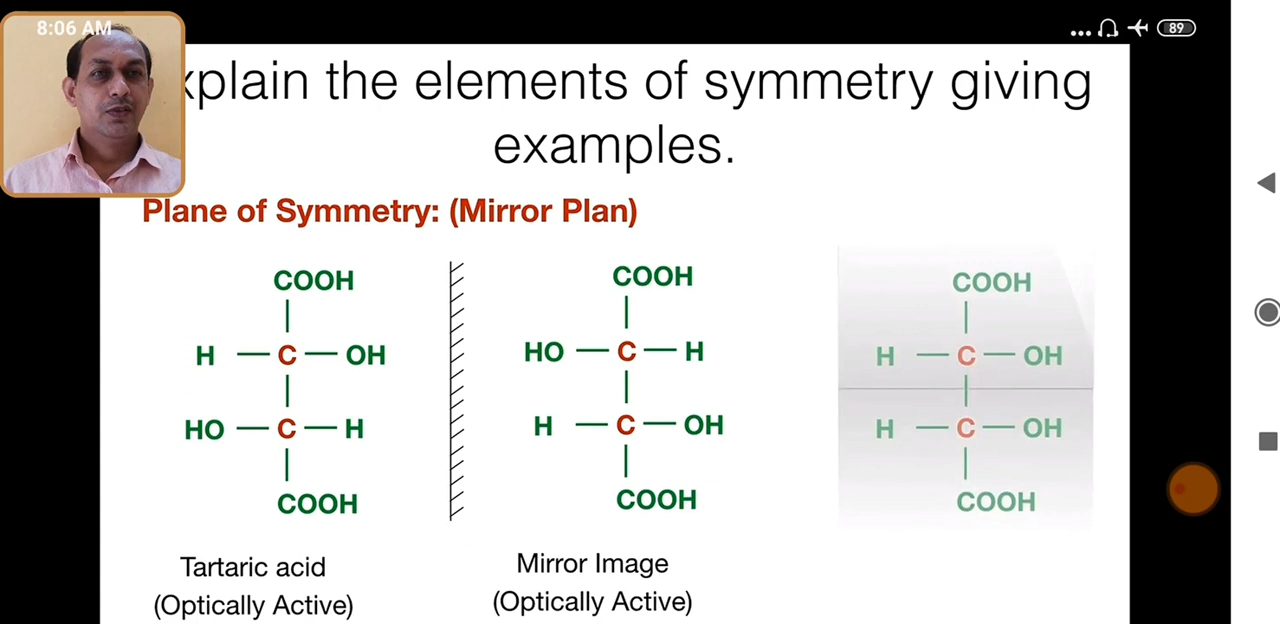 8:06 AM
89
xplain the elements of symmetry giving
examples.
Plane of Symmetry: (Mirror Plan)
COOH
H — C — OH
HO — C — H
COOH
Tartaric acid
(Optically Active)
COOH
HO — C — H
H — C — OH
COOH
Mirror Image
(Optically Active)
COOH
H — C — OH
H — C — OH
COOH